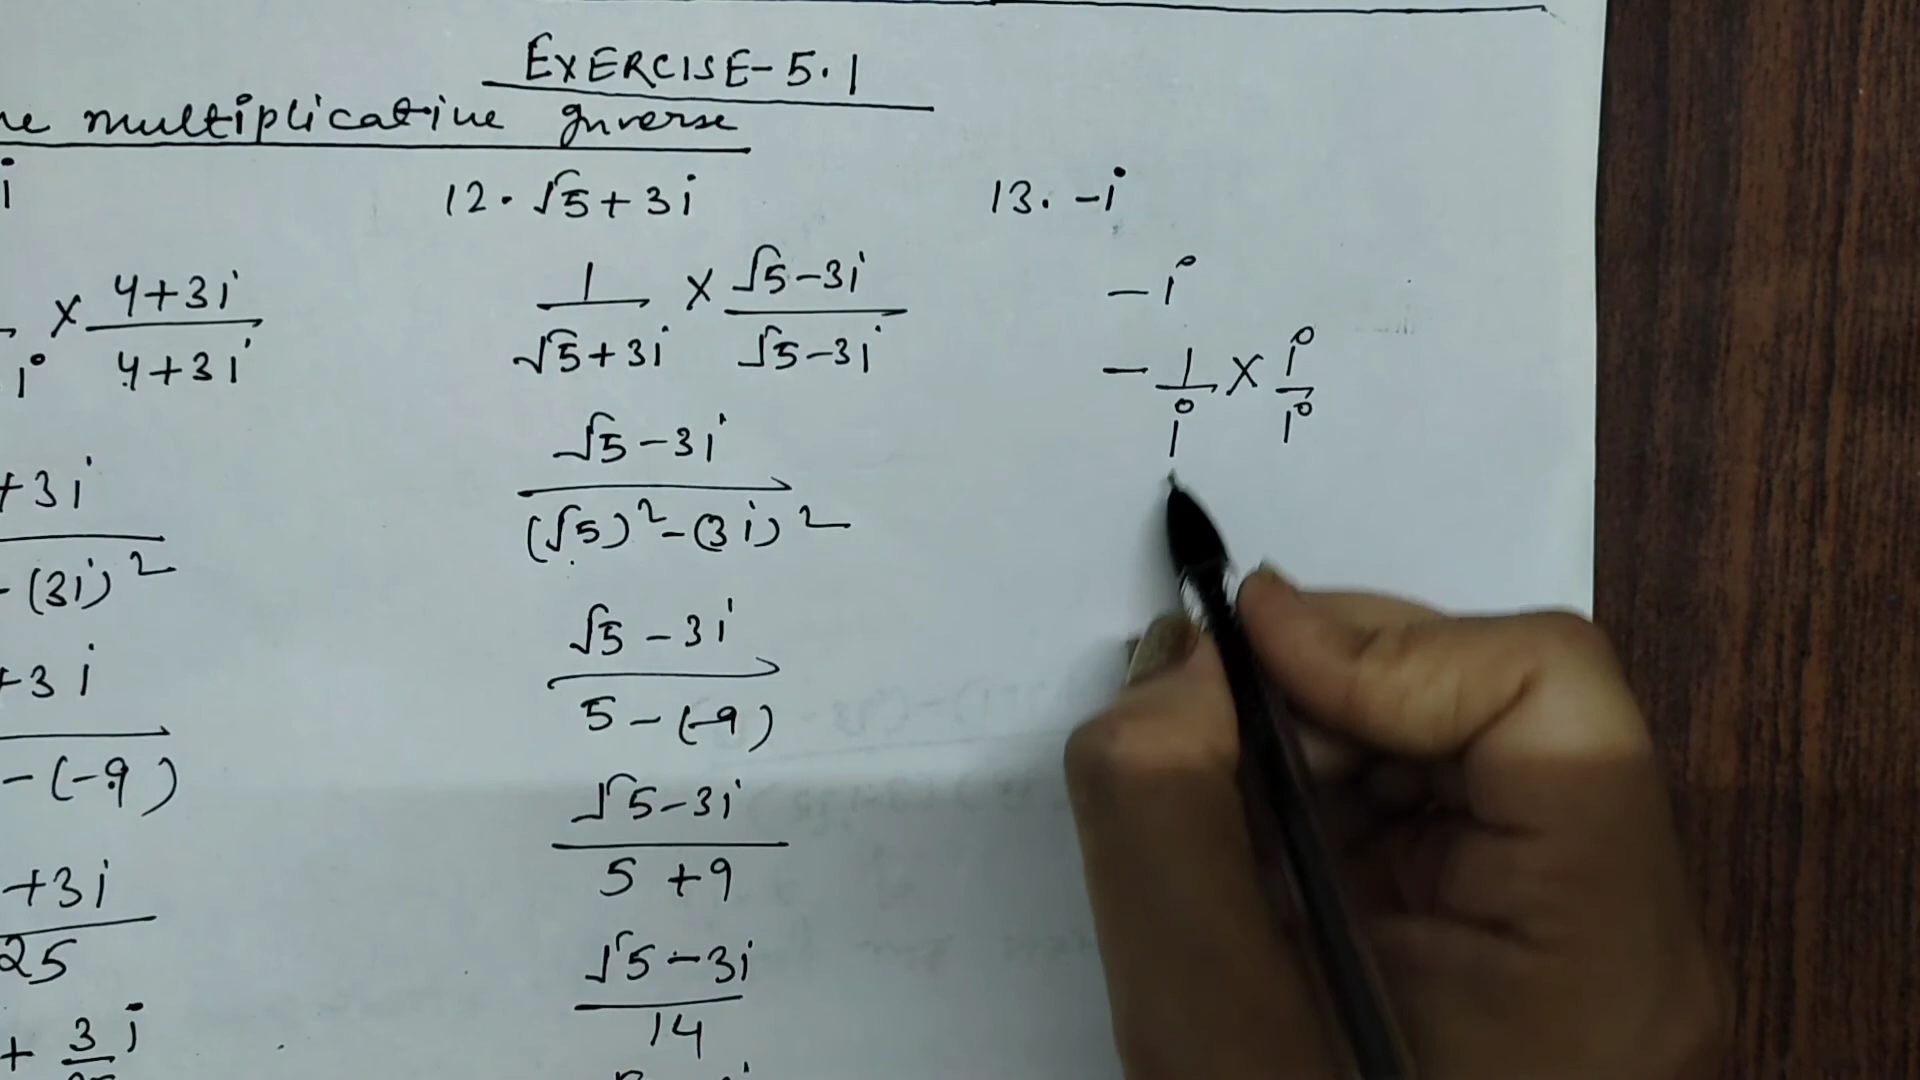 EXERCISE-5.1
multiplicative Inverse
i
× 4+3i / 4+3i
i
+3i
-(3i)²
+3i
-(-9)
+3i
25
+ 3 i
12. √5+3i
1 / √5+3i × √5-3i / √5-3i
√5-3i
(√5)²-(3i)²
√5-3i
5-(-9)
√5-3i
5+9
√5-3i
14
13. -i
-i
-1/i × i/i